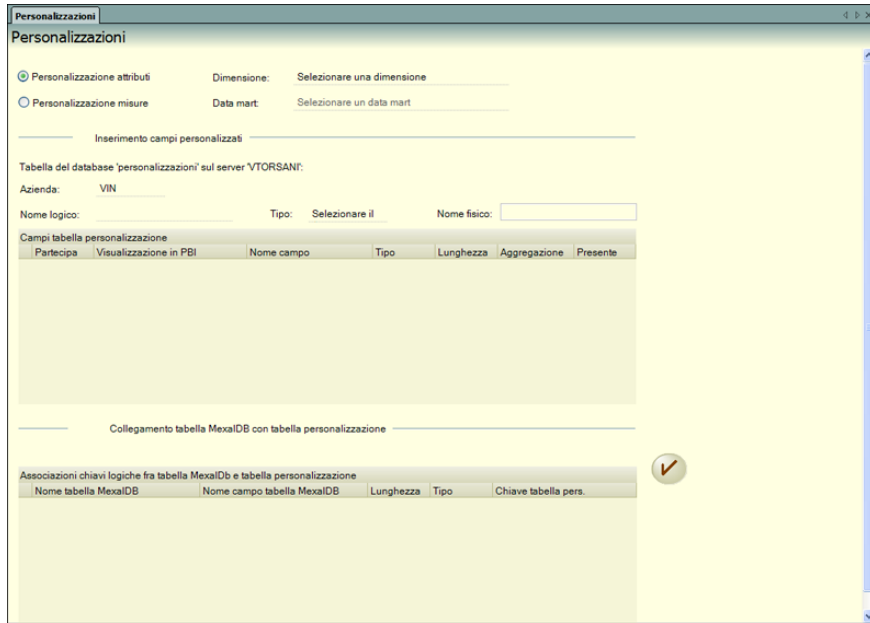 Personalizzazioni
Personalizzazioni
Personalizzazione attributi Dimensione: Selezionare una dimensione
Personalizzazione misure Data mart: Selezionare un data mart
Inserimento campi personalizzati
Tabella del database 'personalizzazioni' sul server 'VTORSANI':
Azienda: VIN
Nome logico: Tipo: Selezionare il Nome fisico:
Campi tabella personalizzazione
Partecipa Visualizzazione in PBI Nome campo Tipo Lunghezza Aggregazione Presente
Collegamento tabella MexalDB con tabella personalizzazione
Associazioni chiavi logiche fra tabella MexalDb e tabella personalizzazione
Nome tabella MexalDB Nome campo tabella MexalDB Lunghezza Tipo Chiave tabella pers.